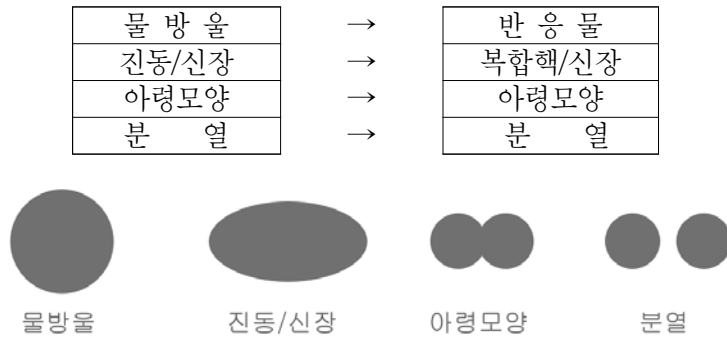 물 방 울 → 반 응 물
진동/신장 → 복합핵/신장
아령모양 → 아령모양
분 열 → 분 열
물방울 진동/신장 아령모양 분열